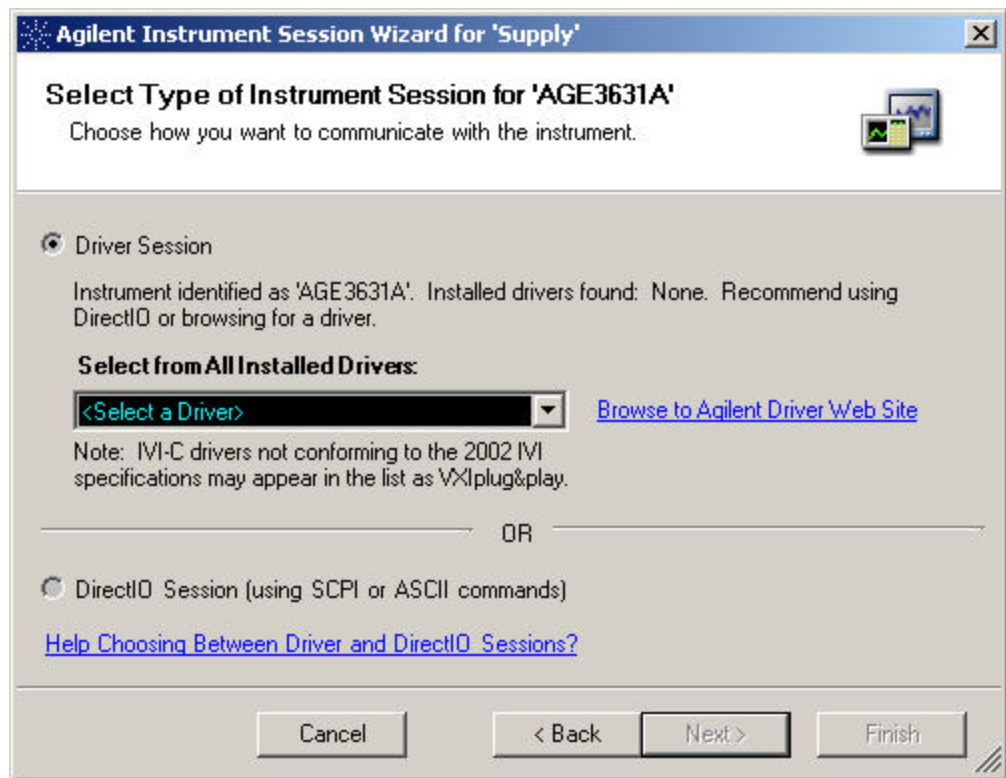 Agilent Instrument Session Wizard for 'Supply'
Select Type of Instrument Session for 'AGE3631A'
Choose how you want to communicate with the instrument.
Driver Session
Instrument identified as 'AGE3631A'. Installed drivers found: None. Recommend using
DirectIO or browsing for a driver.
Select from All Installed Drivers:
<Select a Driver>
Browse to Agilent Driver Web Site
Note: IVI-C drivers not conforming to the 2002 IVI
specifications may appear in the list as VXIplug&play.
OR
DirectIO Session (using SCPI or ASCII commands)
Help Choosing Between Driver and DirectIO Sessions?
Cancel
< Back
Next >
Finish